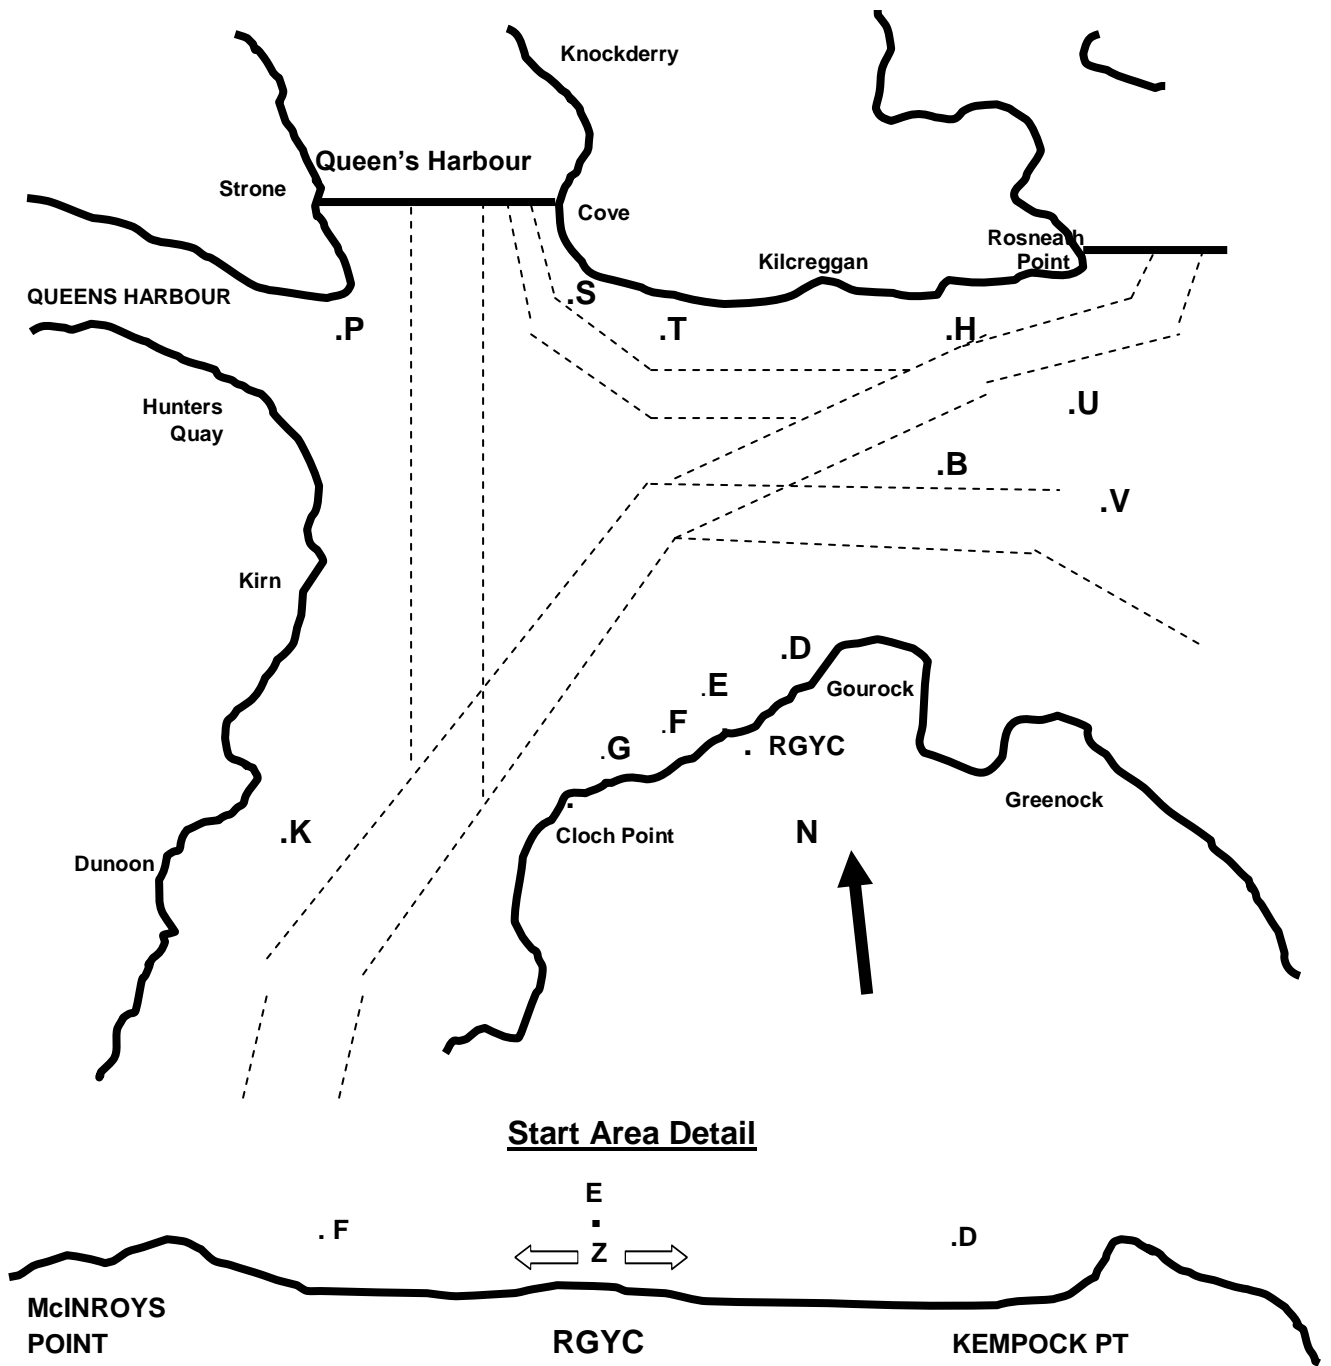 Knockderry
Queen's Harbour
Strone
Cove
Rosneath
Point
Kilcreggan
QUEENS HARBOUR
.S
.P
.T
.H
Hunters
Quay
.U
.B
.V
Kirn
.D
.E
Gourock
.F
.G
. RGYC
Greenock
.K
Cloch Point
N
Dunoon
Start Area Detail
E
. F
.D
Z
McINROYS
POINT
RGYC
KEMPOCK PT